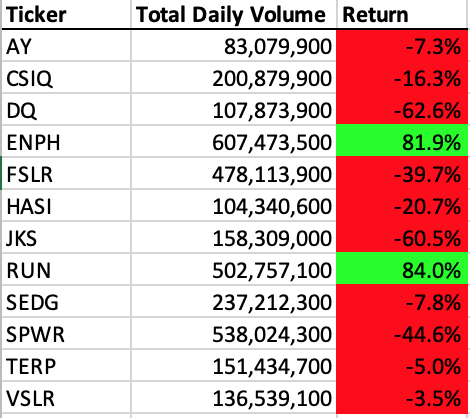 Ticker Total Daily Volume Return
AY 83,079,900 -7.3%
CSIQ 200,879,900 -16.3%
DQ 107,873,900 -62.6%
ENPH 607,473,500 81.9%
FSLR 478,113,900 -39.7%
HASI 104,340,600 -20.7%
JKS 158,309,000 -60.5%
RUN 502,757,100 84.0%
SEDG 237,212,300 -7.8%
SPWR 538,024,300 -44.6%
TERP 151,434,700 -5.0%
VSLR 136,539,100 -3.5%